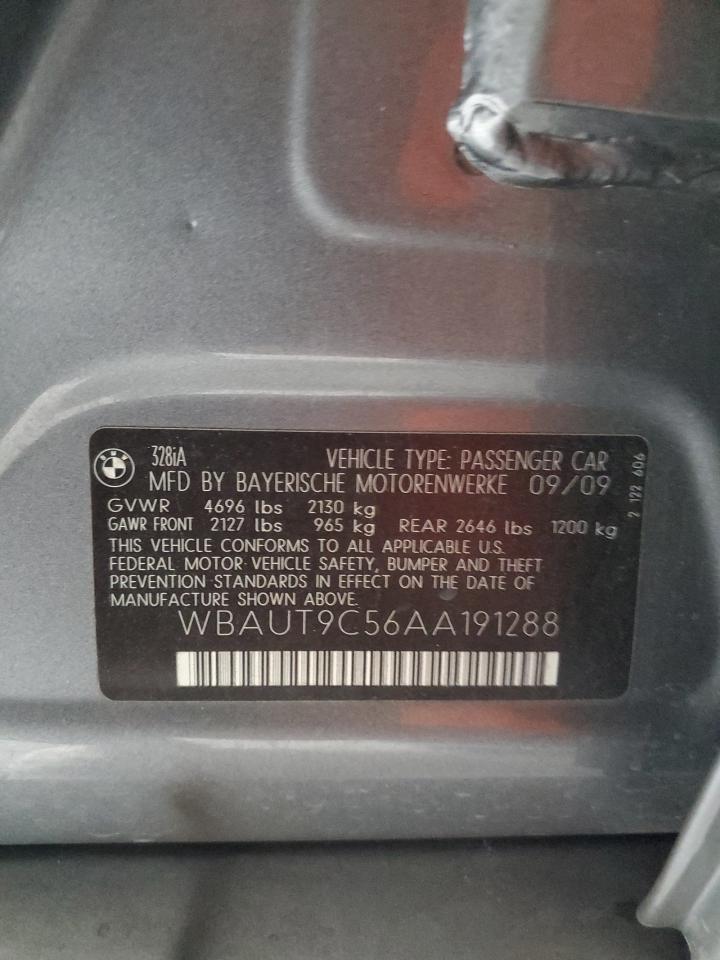 BMW
328iA VEHICLE TYPE: PASSENGER CAR
MFD BY BAYERISCHE MOTORENWERKE 09/09
GVWR 4696 lbs 2130 kg
GAWR FRONT 2127 lbs 965 kg REAR 2646 lbs 1200 kg
THIS VEHICLE CONFORMS TO ALL APPLICABLE U.S.
FEDERAL MOTOR VEHICLE SAFETY, BUMPER AND THEFT
PREVENTION STANDARDS IN EFFECT ON THE DATE OF
MANUFACTURE SHOWN ABOVE.
WBAUT9C56AA191288
2 122 606